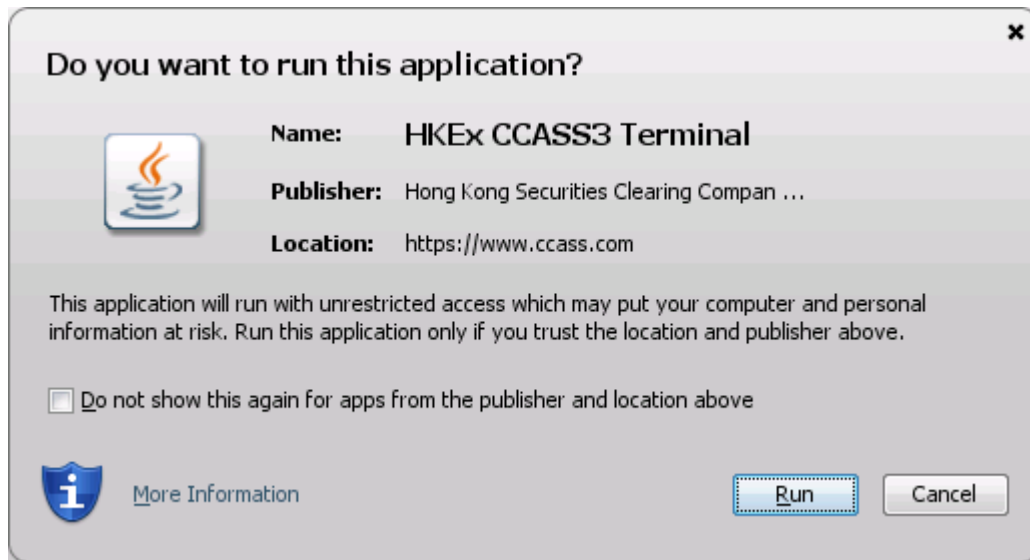 Do you want to run this application?
Name: HKEx CCASS3 Terminal
Publisher: Hong Kong Securities Clearing Compan ...
Location: https://www.ccass.com
This application will run with unrestricted access which may put your computer and personal
information at risk. Run this application only if you trust the location and publisher above.
Do not show this again for apps from the publisher and location above
More Information
Run
Cancel